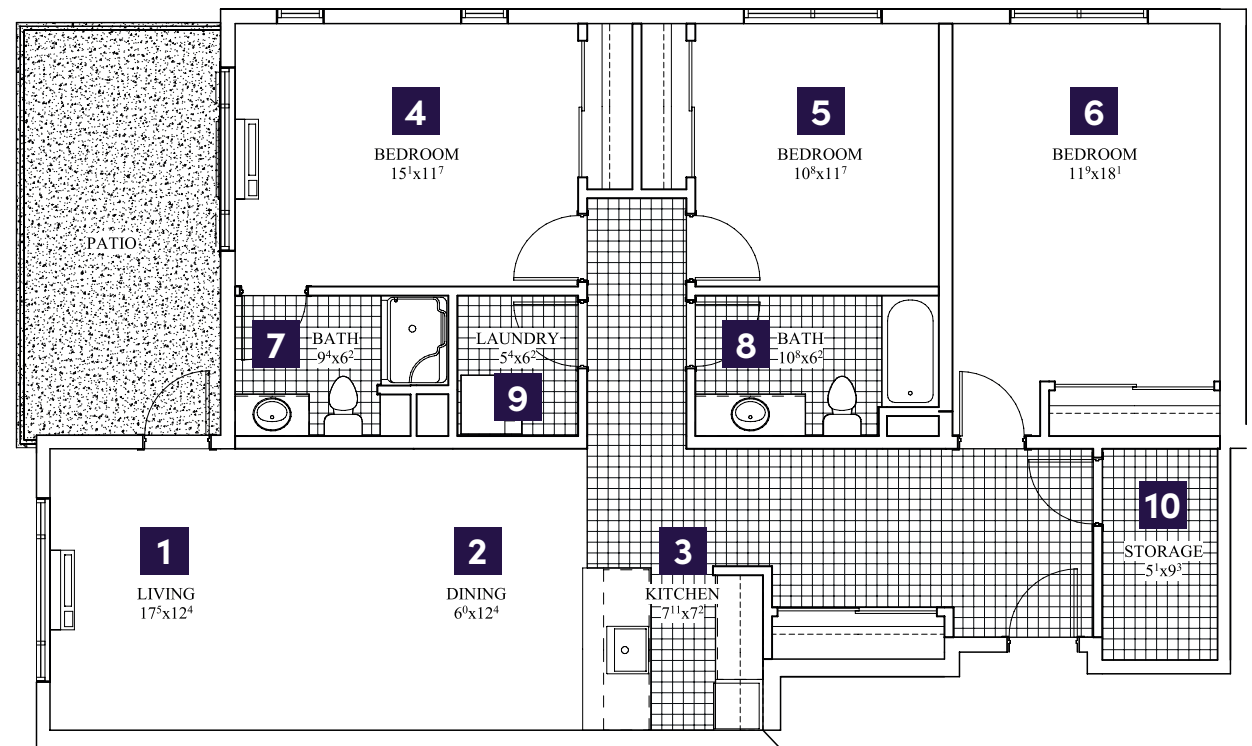 4
BEDROOM
15¹x11⁷
5
BEDROOM
10⁸x11⁷
6
BEDROOM
11⁹x18¹
PATIO
7
BATH
9⁴x6²
LAUNDRY
5⁴x6²
9
8
BATH
10⁸x6²
1
LIVING
17⁵x12⁴
2
DINING
6⁰x12⁴
3
KITCHEN
7¹¹x7²
10
STORAGE
5¹x9³